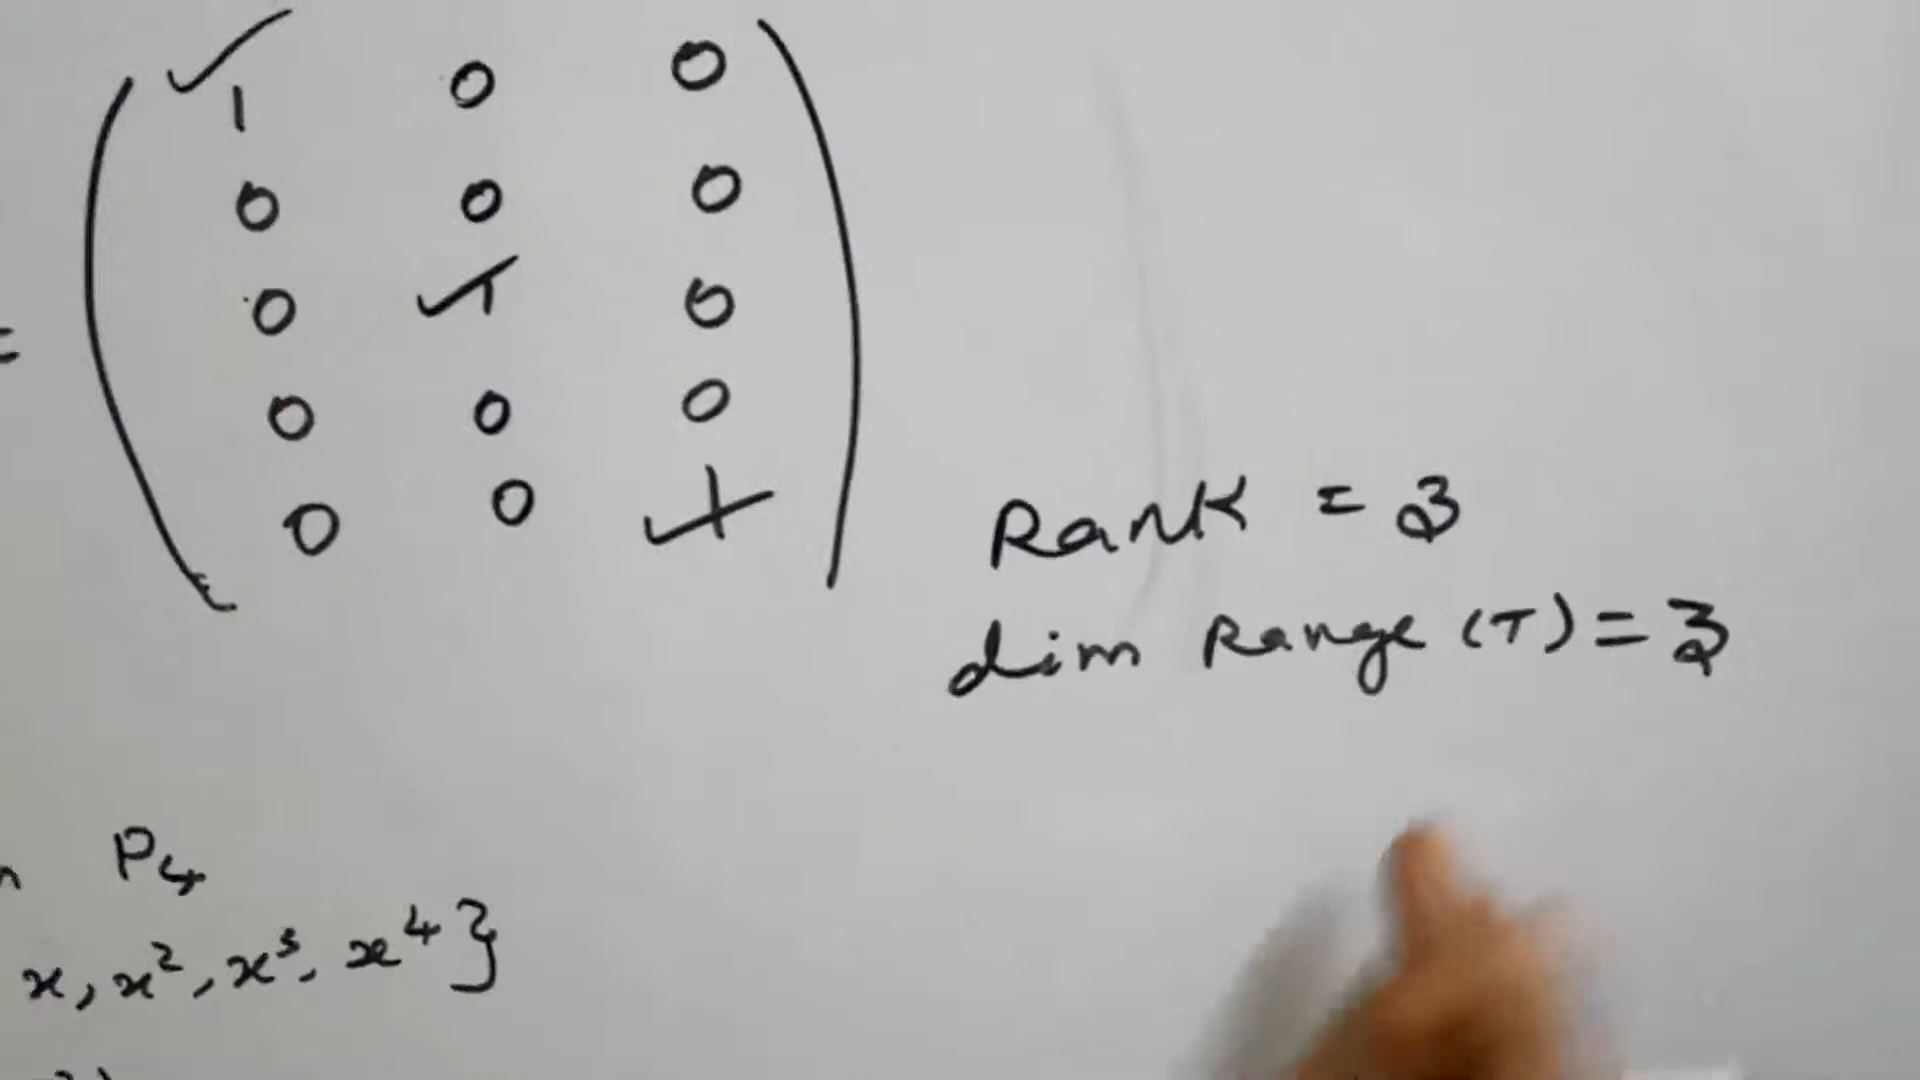 1 0 0
0 0 0
= 0 1 0
0 0 0
0 0 1
Rank = 3
dim Range (T) = 3
n P4
x, x², x³, x⁴}